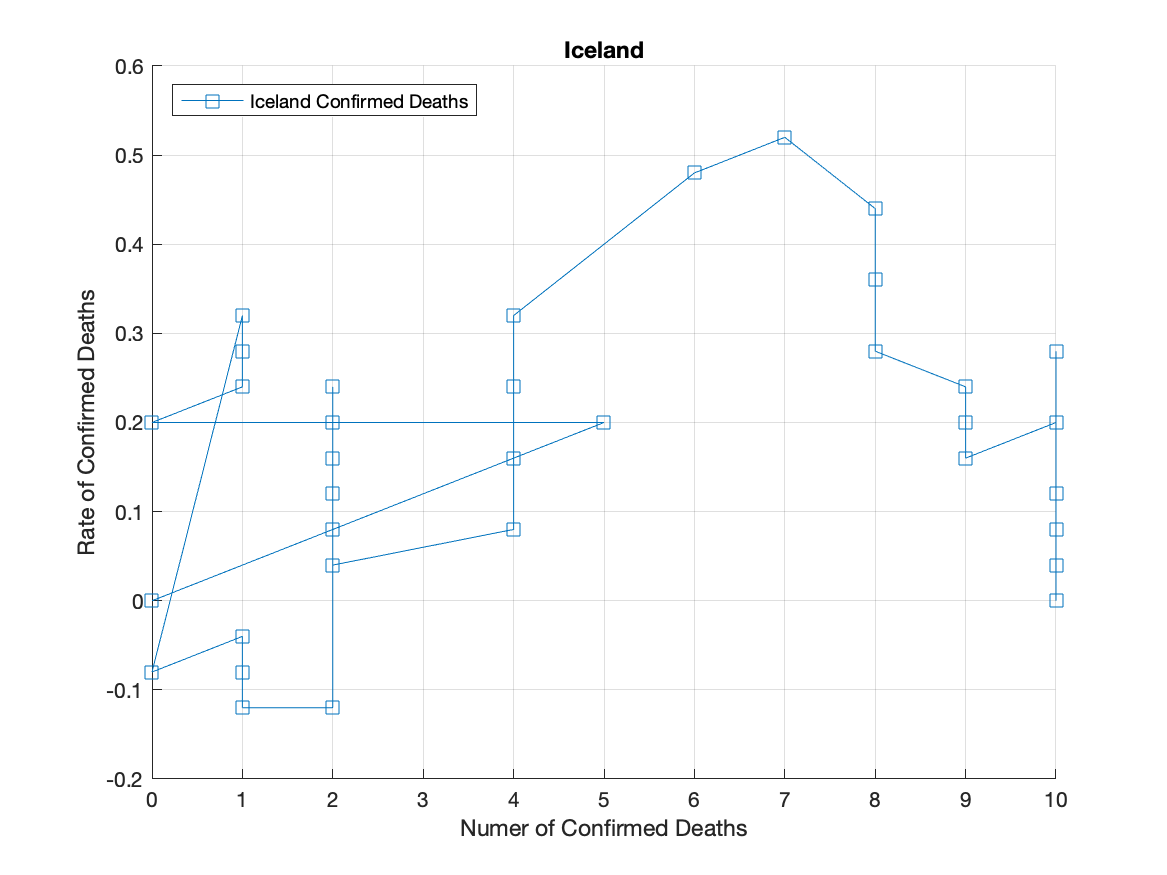 Iceland
Iceland Confirmed Deaths
Rate of Confirmed Deaths
0.6
0.5
0.4
0.3
0.2
0.1
0
-0.1
-0.2
0 1 2 3 4 5 6 7 8 9 10
Numer of Confirmed Deaths